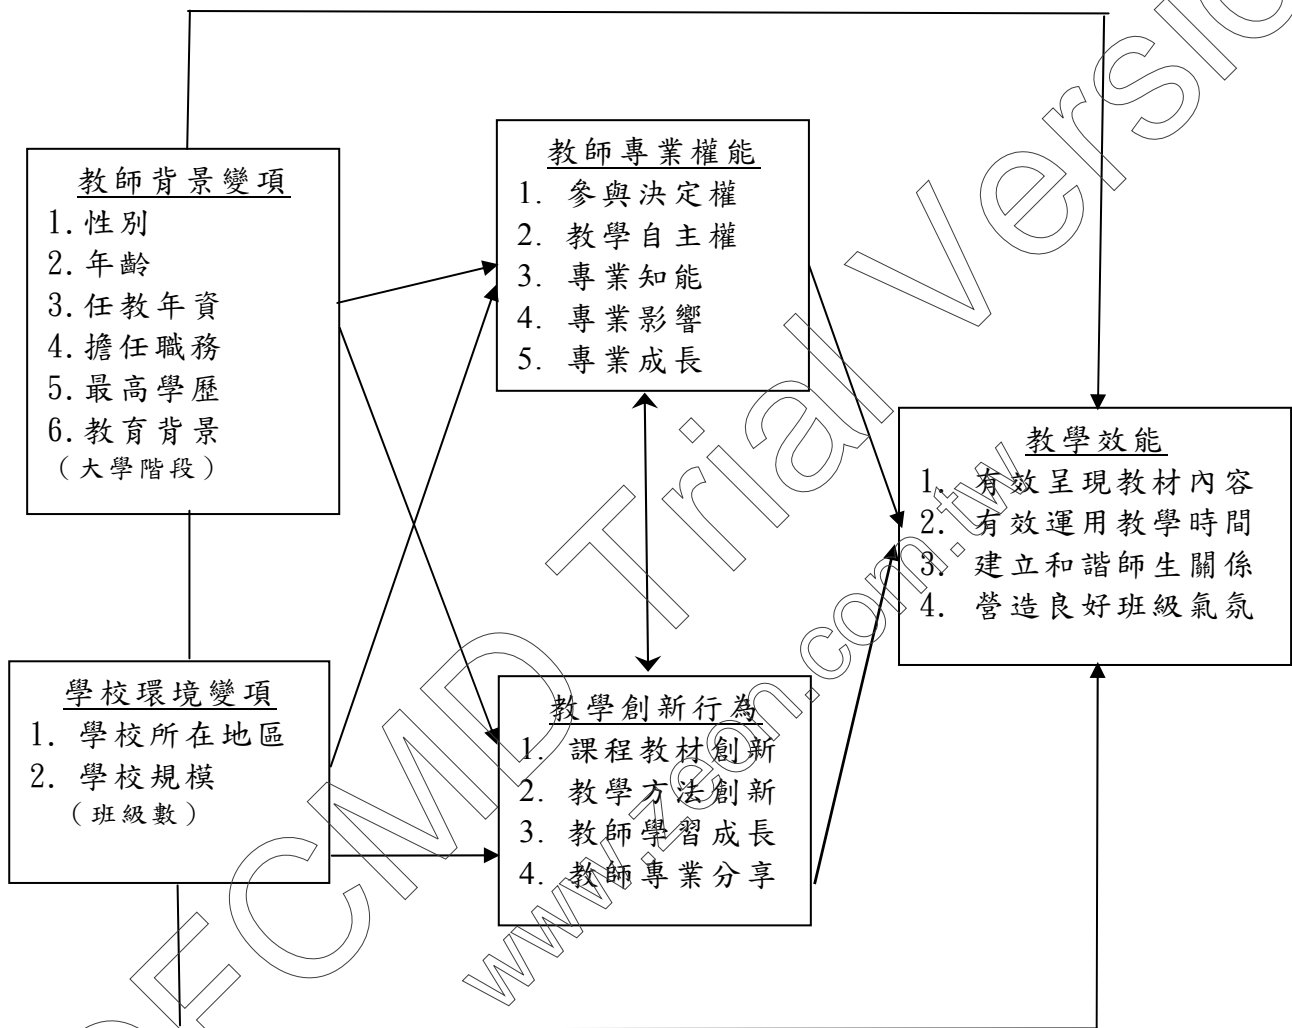 教師背景變項
1.性別
2.年齡
3.任教年資
4.擔任職務
5.最高學歷
6.教育背景
（大學階段）
教師專業權能
1. 參與決定權
2. 教學自主權
3. 專業知能
4. 專業影響
5. 專業成長
教學效能
1. 有效呈現教材內容
2. 有效運用教學時間
3. 建立和諧師生關係
4. 營造良好班級氣氛
學校環境變項
1. 學校所在地區
2. 學校規模
（班級數）
教學創新行為
1. 課程教材創新
2. 教學方法創新
3. 教師學習成長
4. 教師專業分享
FCMD Trial Versio
www.zeon.com.tw